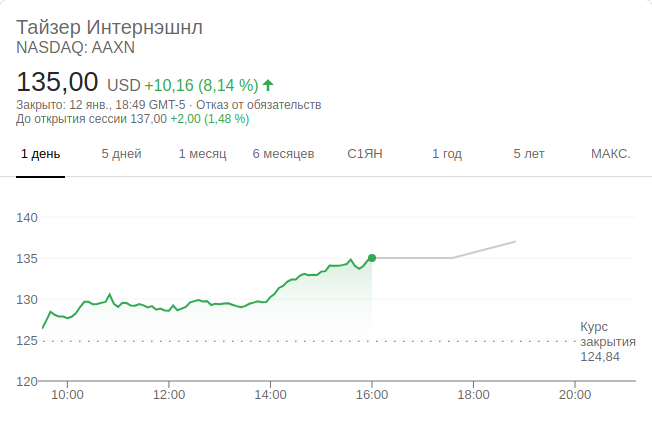 Тайзер Интернэшнл
NASDAQ: AAXN
135,00 USD +10,16 (8,14 %)
Закрыто: 12 янв., 18:49 GMT-5 · Отказ от обязательств
До открытия сессии 137,00 +2,00 (1,48 %)
1 день 5 дней 1 месяц 6 месяцев С1ЯН 1 год 5 лет МАКС.
140
135
130
125
120
Курс
закрытия
124,84
10:00 12:00 14:00 16:00 18:00 20:00